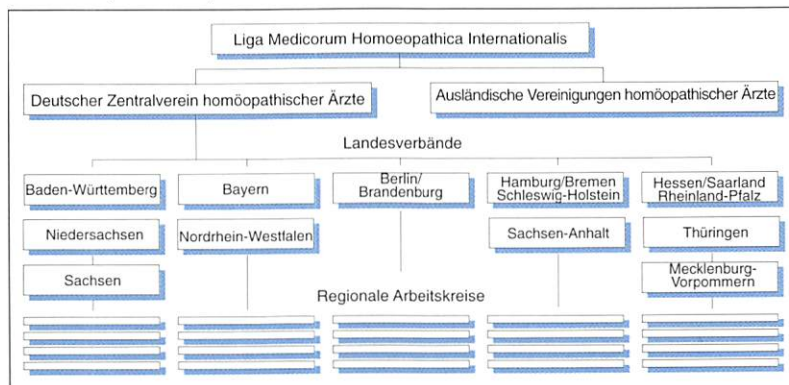 Liga Medicorum Homoeopathica Internationalis
Deutscher Zentralverein homöopathischer Ärzte
Ausländische Vereinigungen homöopathischer Ärzte
Landesverbände
Baden-Württemberg
Bayern
Berlin/
Brandenburg
Hamburg/Bremen
Schleswig-Holstein
Hessen/Saarland
Rheinland-Pfalz
Niedersachsen
Nordrhein-Westfalen
Sachsen-Anhalt
Thüringen
Sachsen
Mecklenburg-
Vorpommern
Regionale Arbeitskreise